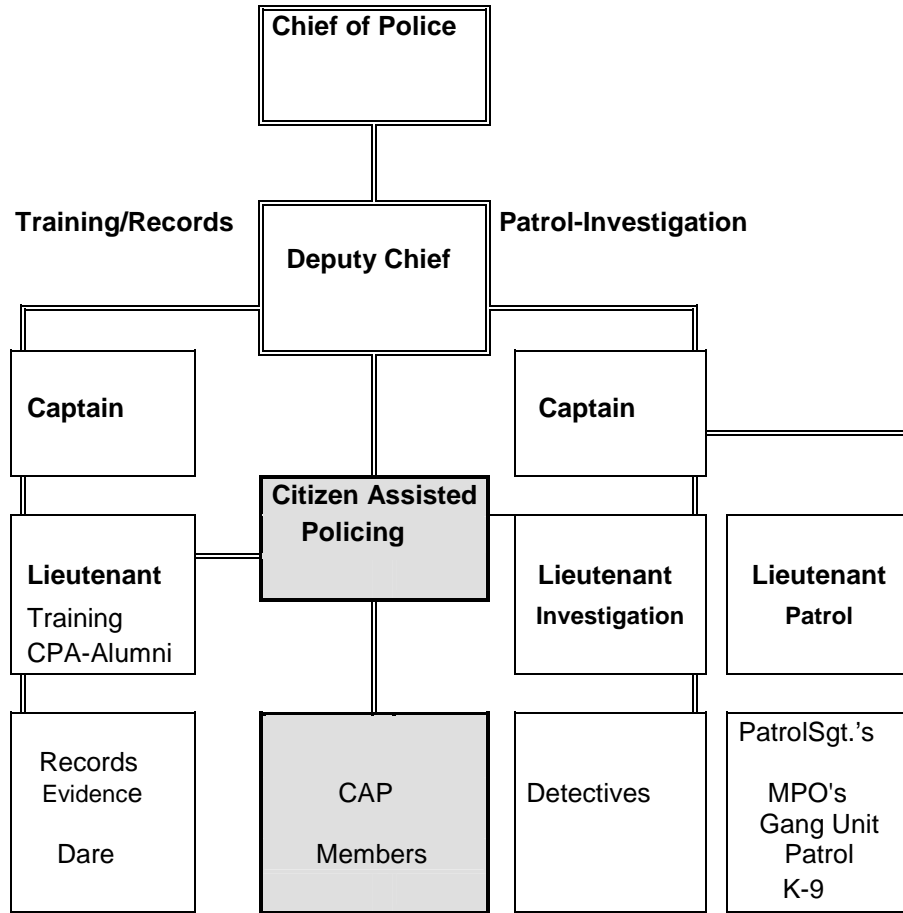 Chief of Police
Training/Records
Patrol-Investigation
Deputy Chief
Captain
Captain
Citizen Assisted
Policing
Lieutenant
Training
CPA-Alumni
Lieutenant
Investigation
Lieutenant
Patrol
Records
Evidence
Dare
CAP
Members
Detectives
PatrolSgt.’s
MPO's
Gang Unit
Patrol
K-9